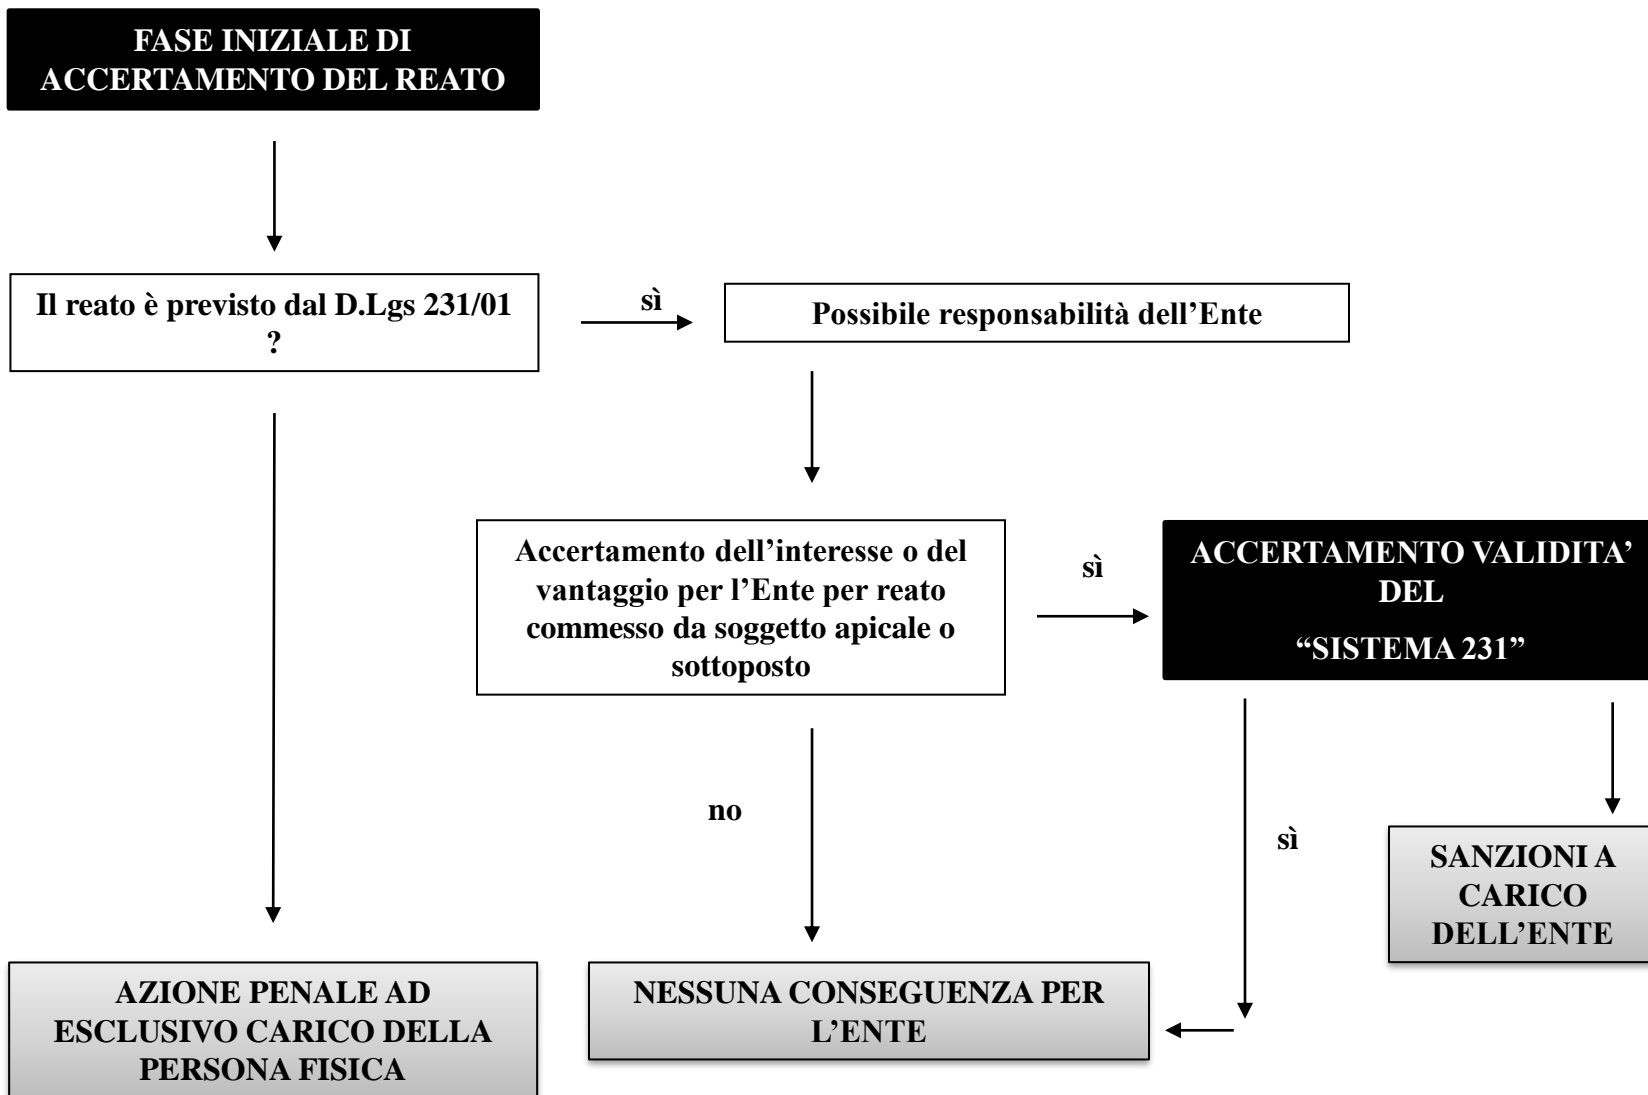 FASE INIZIALE DI
ACCERTAMENTO DEL REATO
Il reato è previsto dal D.Lgs 231/01
?
sì
Possibile responsabilità dell’Ente
Accertamento dell’interesse o del
vantaggio per l’Ente per reato
commesso da soggetto apicale o
sottoposto
sì
ACCERTAMENTO VALIDITA’
DEL
“SISTEMA 231”
no
sì
SANZIONI A
CARICO
DELL’ENTE
AZIONE PENALE AD
ESCLUSIVO CARICO DELLA
PERSONA FISICA
NESSUNA CONSEGUENZA PER
L’ENTE